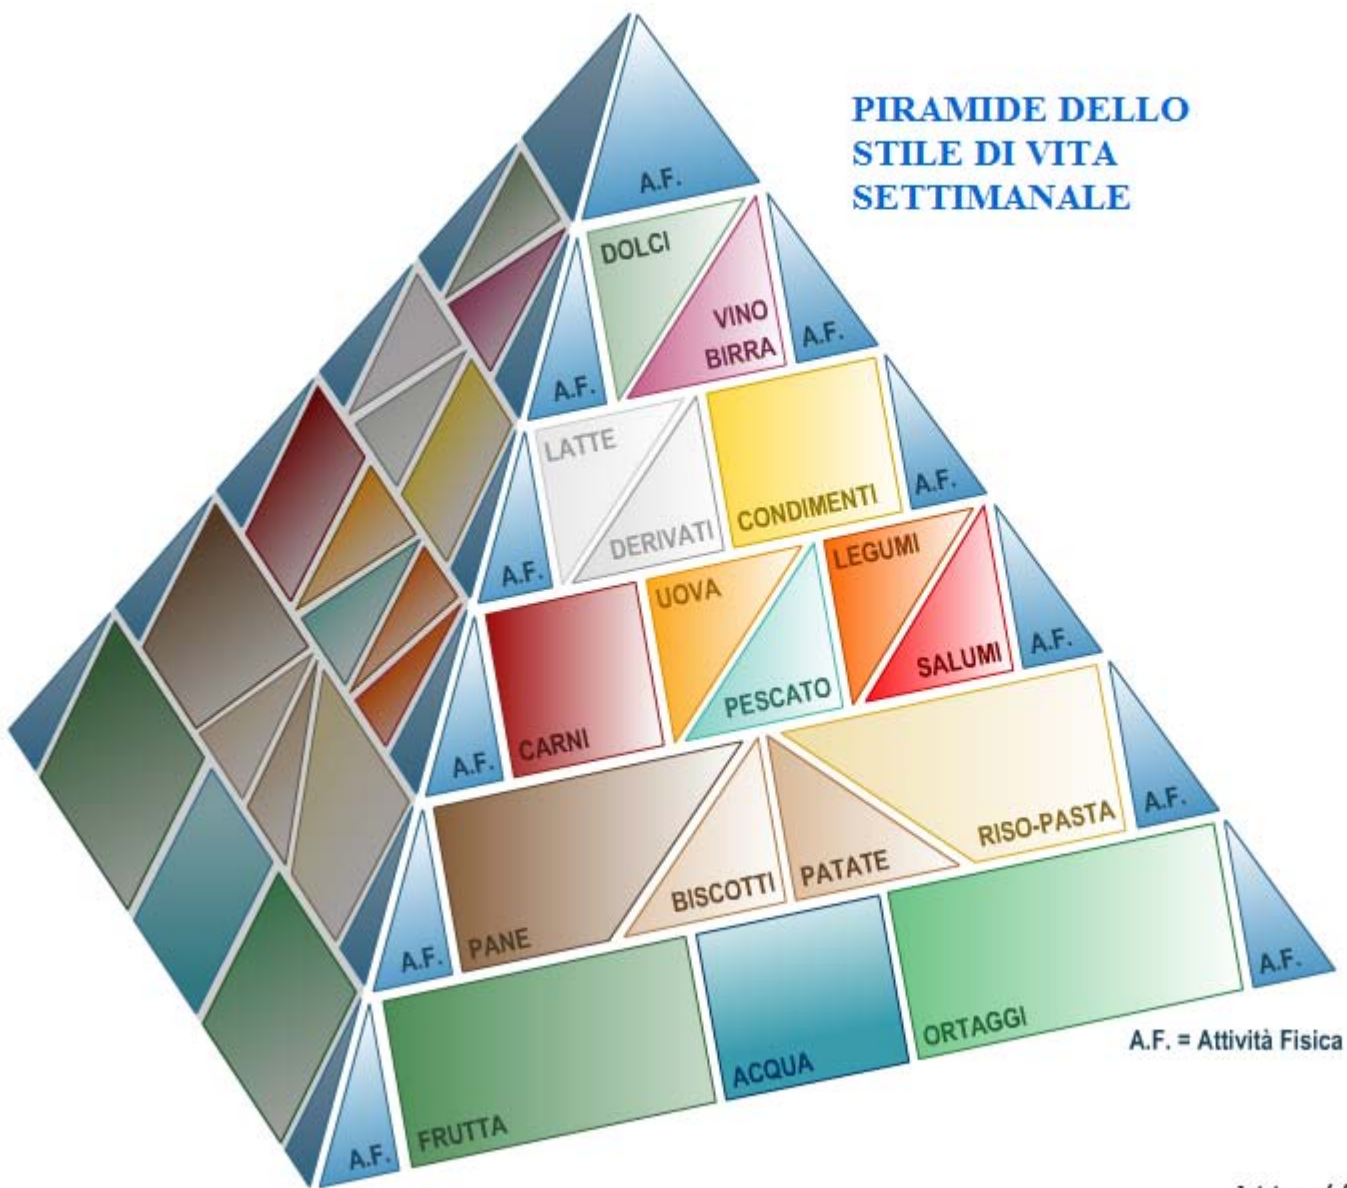 PIRAMIDE DELLO
STILE DI VITA
SETTIMANALE
A.F.
DOLCI
VINO
BIRRA
A.F.
A.F.
LATTE
DERIVATI
CONDIMENTI
A.F.
A.F.
CARNI
UOVA
PESCATO
LEGUMI
SALUMI
A.F.
A.F.
PANE
BISCOTTI
PATATE
RISO-PASTA
A.F.
A.F.
FRUTTA
ACQUA
ORTAGGI
A.F.
A.F.
A.F. = Attività Fisica